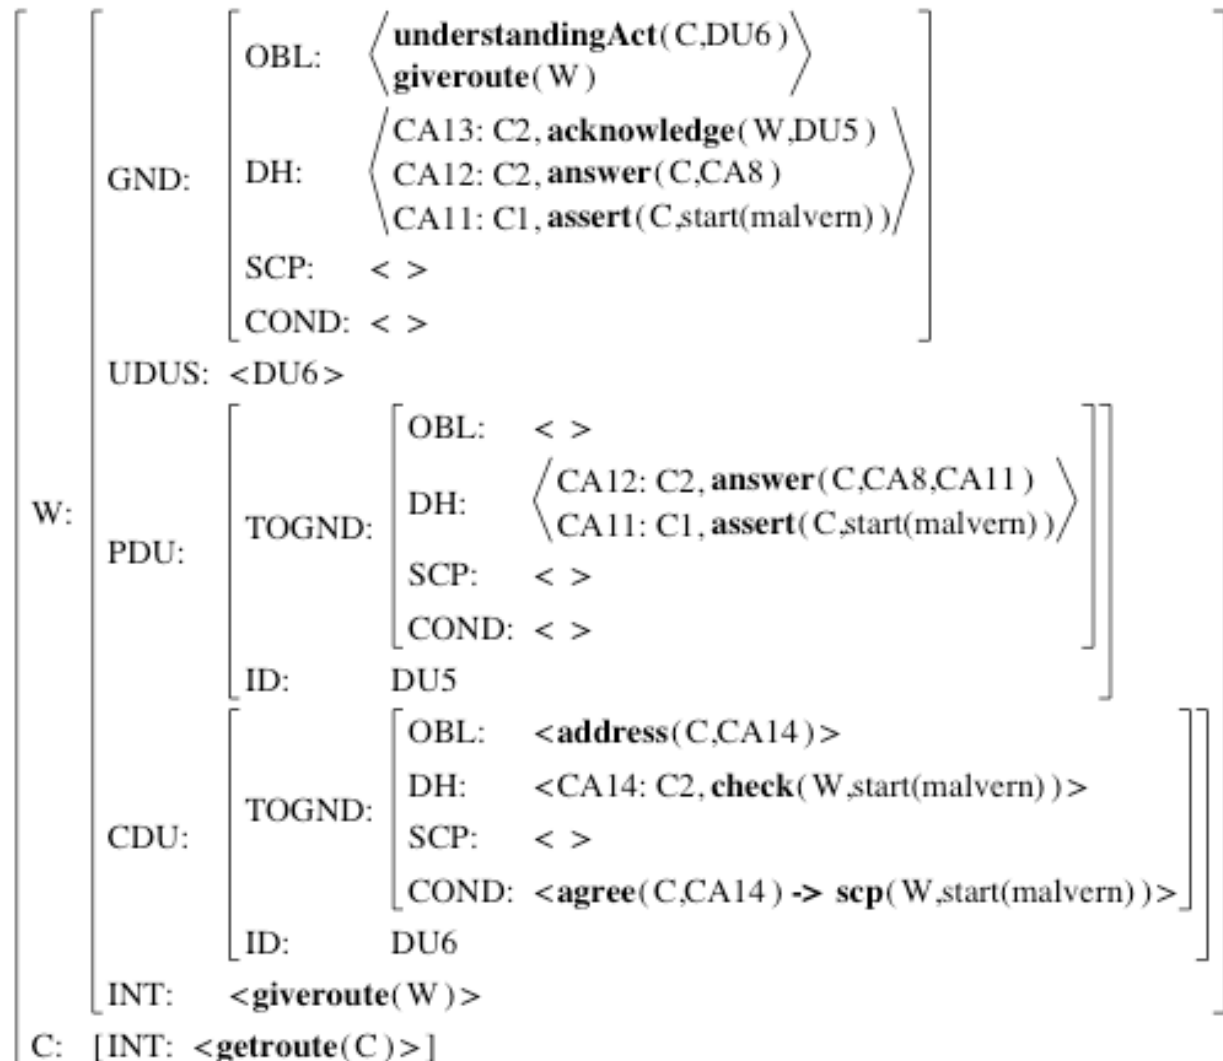 understandingAct(C,DU6)
OBL:
giveroute(W)
CA13: C2, acknowledge(W,DU5)
GND: DH: CA12: C2, answer(C,CA8)
CA11: C1, assert(C,start(malvern))
SCP: < >
COND: < >
UDUS: <DU6>
OBL: < >
CA12: C2, answer(C,CA8,CA11)
W: TOGND: DH:
CA11: C1, assert(C,start(malvern))
PDU:
SCP: < >
COND: < >
ID: DU5
OBL: <address(C,CA14)>
DH: <CA14: C2, check(W,start(malvern))>
TOGND:
CDU: SCP: < >
COND: <agree(C,CA14) -> scp(W,start(malvern))>
ID: DU6
INT: <giveroute(W)>
C: [INT: <getroute(C)>]